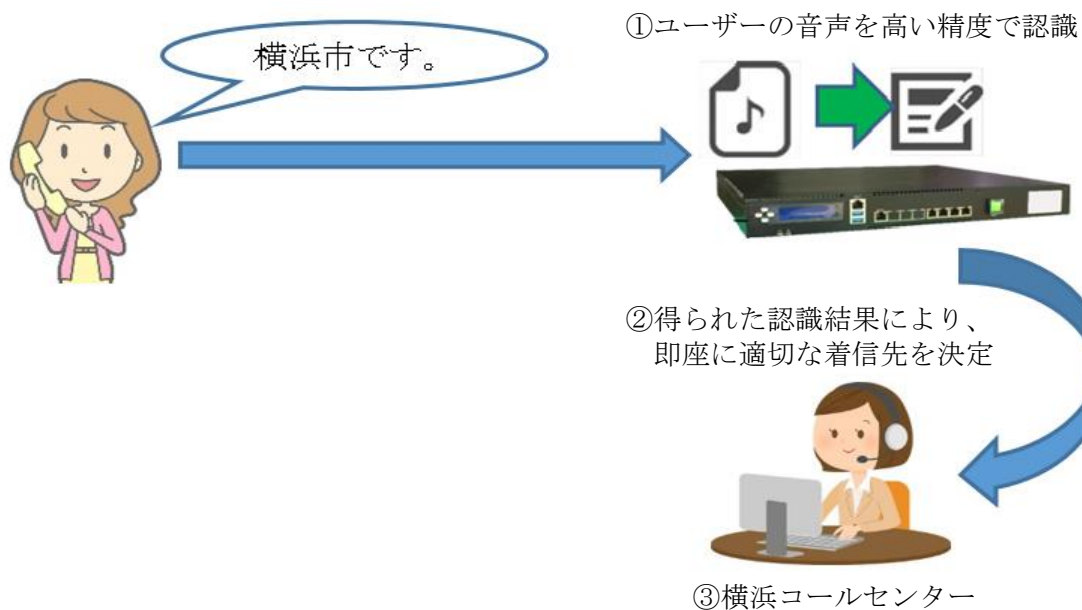 横浜市です。
①ユーザーの音声を高い精度で認識
②得られた認識結果により、
即座に適切な着信先を決定
③横浜コールセンター